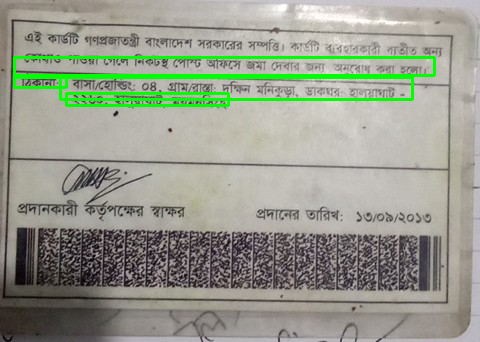 এই কার্ডটি গণপ্রজাতন্ত্রী বাংলাদেশ সরকারের সম্পত্তি। কার্ডটি ব্যবহারকারী ব্যতীত অন্য
কোথাও পাওয়া গেলে নিকটস্থ পোস্ট অফিসে জমা দেবার জন্য অনুরোধ করা হলো।
ঠিকানা: বাসা/হোল্ডিং: ০৪, গ্রাম/রাস্তা: দক্ষিন মনিকুড়া, ডাকঘর: হালুয়াঘাট -
২২৬০, হালুয়াঘাট, ময়মনসিংহ
প্রদানকারী কর্তৃপক্ষের স্বাক্ষর প্রদানের তারিখ: ১৩/০৯/২০১৩